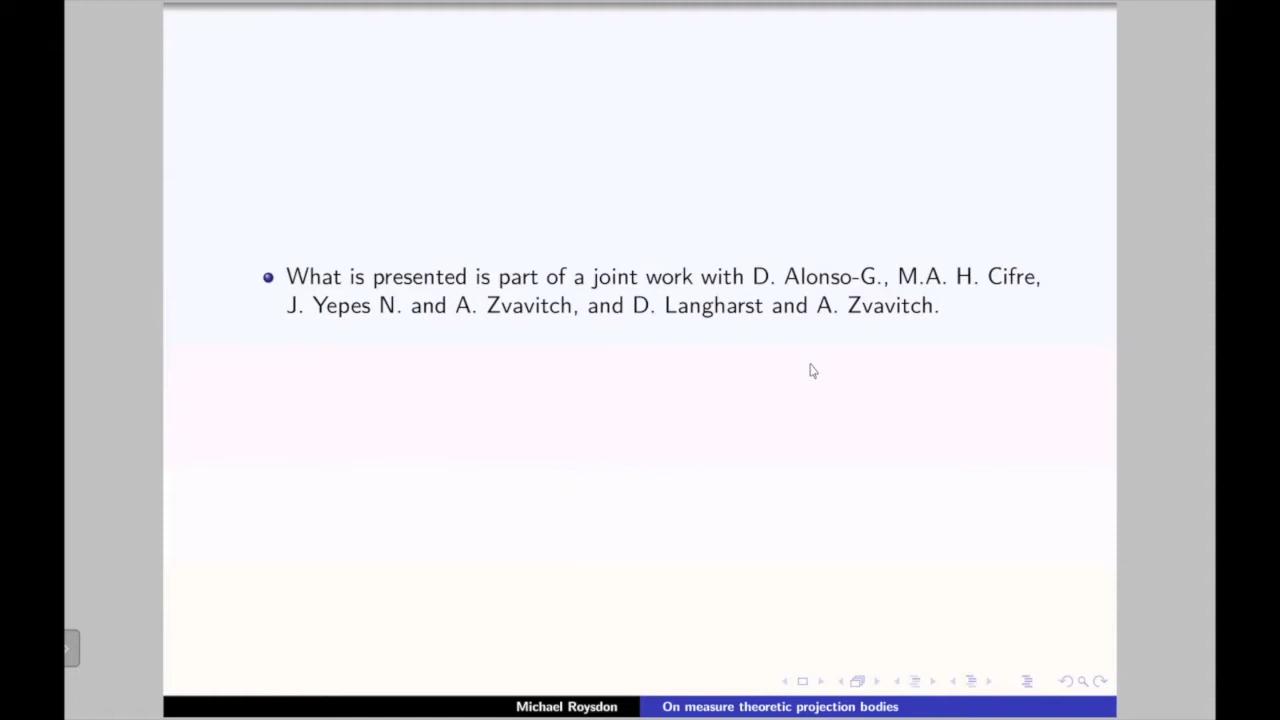 What is presented is part of a joint work with D. Alonso-G., M.A. H. Cifre,
J. Yepes N. and A. Zvavitch, and D. Langharst and A. Zvavitch.
Michael Roysdon
On measure theoretic projection bodies